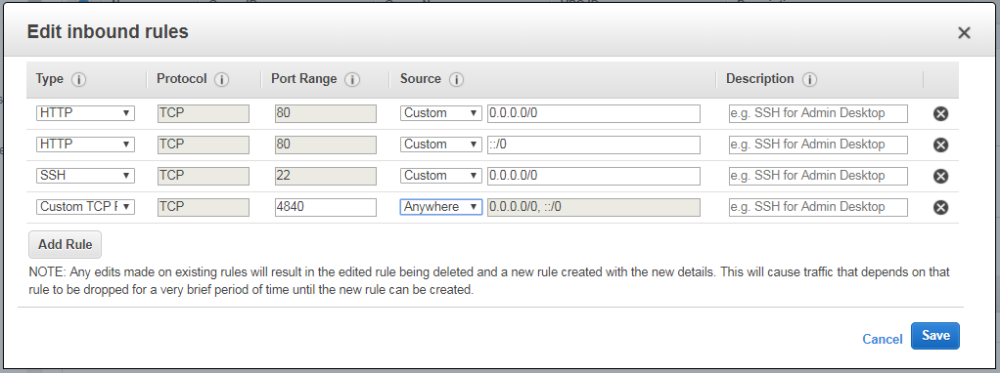 Edit inbound rules
Type Protocol Port Range Source Description
HTTP TCP 80 Custom 0.0.0.0/0 e.g. SSH for Admin Desktop
HTTP TCP 80 Custom ::/0 e.g. SSH for Admin Desktop
SSH TCP 22 Custom 0.0.0.0/0 e.g. SSH for Admin Desktop
Custom TCP TCP 4840 Anywhere 0.0.0.0/0, ::/0 e.g. SSH for Admin Desktop
Add Rule
NOTE: Any edits made on existing rules will result in the edited rule being deleted and a new rule created with the new details. This will cause traffic that depends on that
rule to be dropped for a very brief period of time until the new rule can be created.
Cancel Save